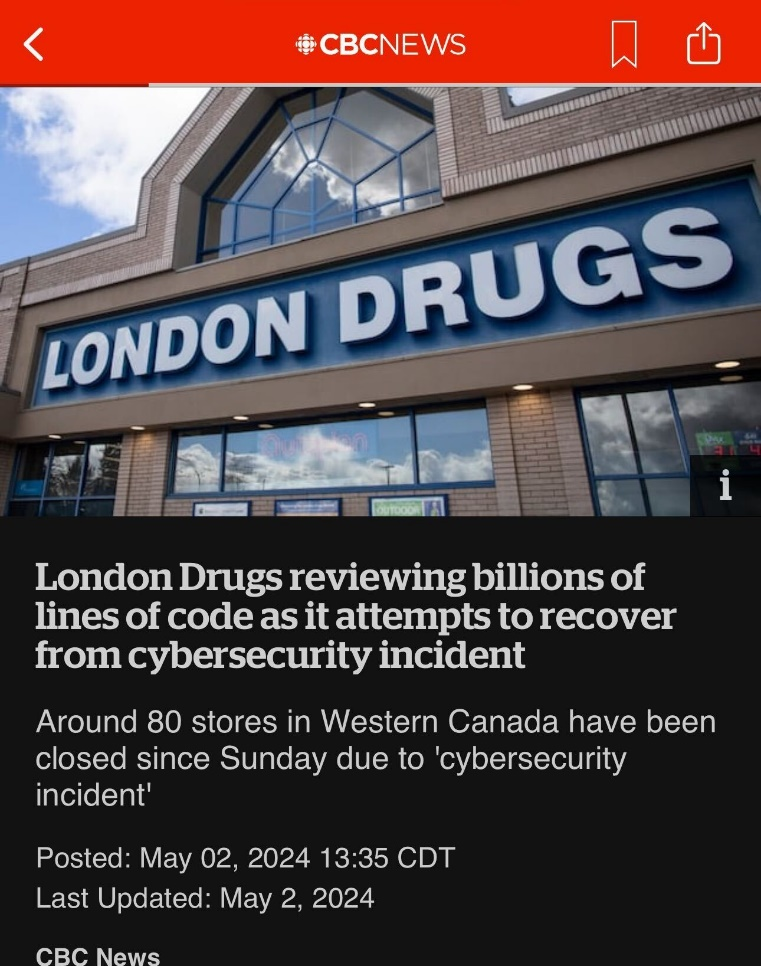 CBCNEWS
LONDON DRUGS
OUTDOOR
i
London Drugs reviewing billions of
lines of code as it attempts to recover
from cybersecurity incident
Around 80 stores in Western Canada have been
closed since Sunday due to 'cybersecurity
incident'
Posted: May 02, 2024 13:35 CDT
Last Updated: May 2, 2024
CBC News